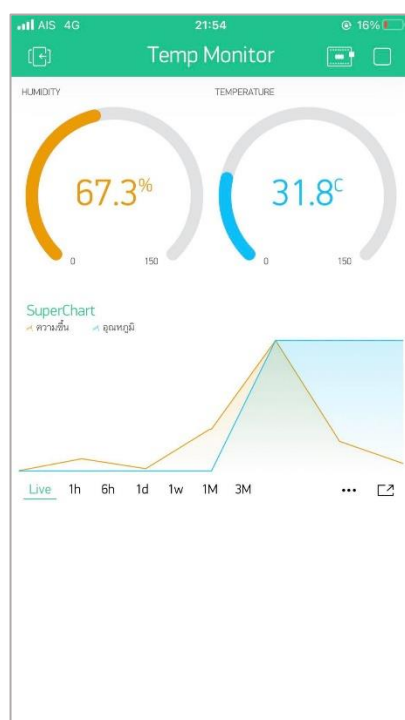 AIS 4G 21:54 16%
Temp Monitor
HUMIDITY TEMPERATURE
67.3% 31.8C
0 150 0 150
SuperChart
ความชื้น อุณหภูมิ
Live 1h 6h 1d 1w 1M 3M